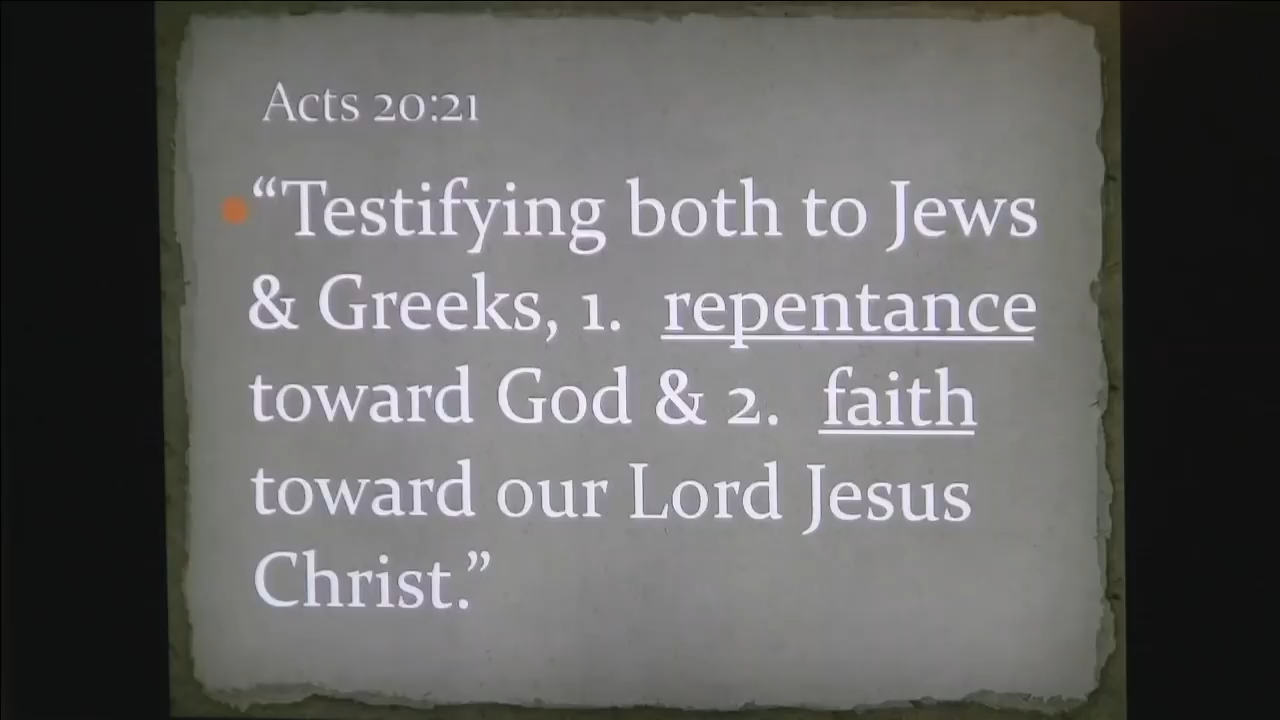 Acts 20:21
“Testifying both to Jews
& Greeks, 1. repentance
toward God & 2. faith
toward our Lord Jesus
Christ.”